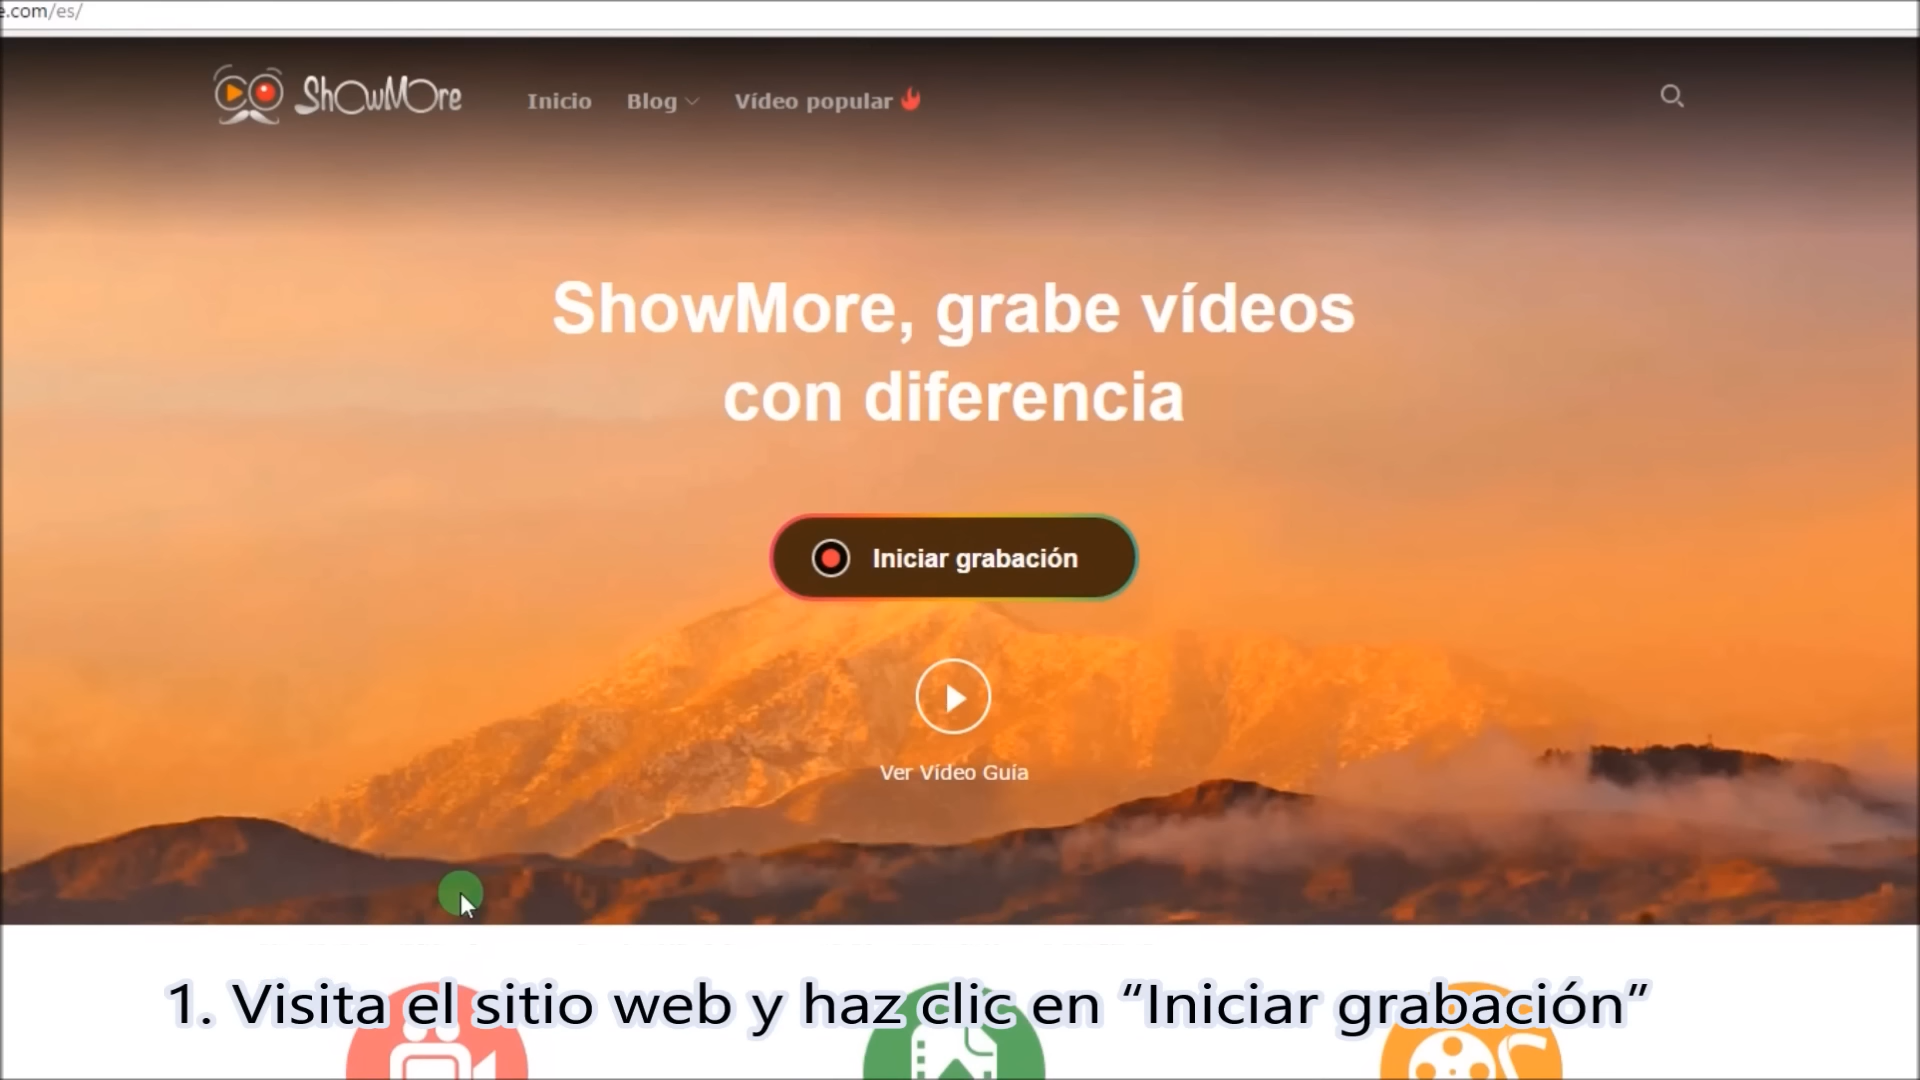 e.com/es/
ShowMore
Inicio
Blog
Vídeo popular
ShowMore, grabe vídeos
con diferencia
Iniciar grabación
Ver Vídeo Guía
1. Visita el sitio web y haz clic en “Iniciar grabación”